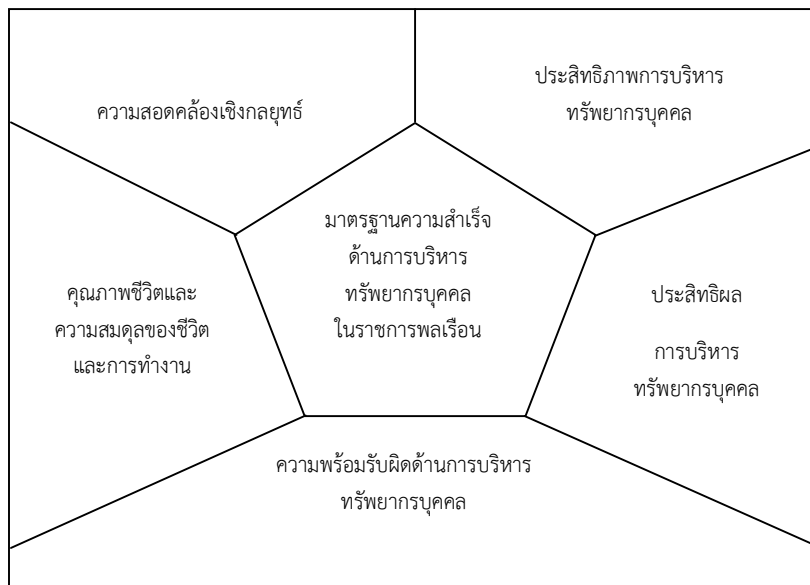 ความสอดคล้องเชิงกลยุทธ์
ประสิทธิภาพการบริหาร
ทรัพยากรบุคคล
มาตรฐานความสำเร็จ
ด้านการบริหาร
ทรัพยากรบุคคล
ในราชการพลเรือน
คุณภาพชีวิตและ
ความสมดุลของชีวิต
และการทำงาน
ประสิทธิผล
การบริหาร
ทรัพยากรบุคคล
ความพร้อมรับผิดด้านการบริหาร
ทรัพยากรบุคคล